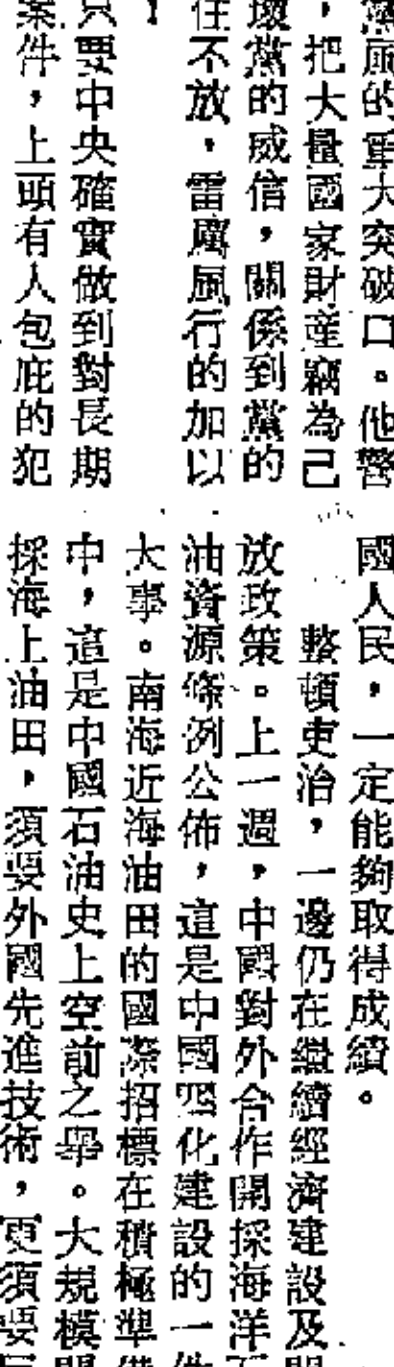 黨風的重大突破口。他警
，把大量國家財產竊為己
壞黨的威信，關係到黨的
住不放，雷厲風行的加以
！
只要中央確實做到對長期
案件，上頭有人包庇的犯
國人民，一定能夠取得成績。
整頓吏治，一邊仍在繼續經濟建設及
放政策。上一週，中國對外合作開採海洋
油資源條例公佈，這是中國四化建設的一
大事。南海近海油田的國際招標在積極準
中，這是中國石油史上空前之舉。大規模
採海上油田，須要外國先進技術，更須要